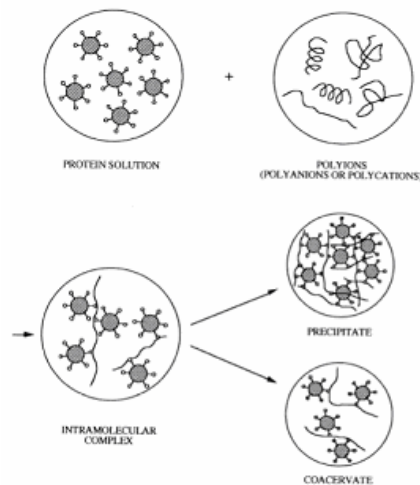 +
PROTEIN SOLUTION
POLYIONS
(POLYANIONS OR POLYCATIONS)
PRECIPITATE
INTRAMOLECULAR
COMPLEX
COACERVATE